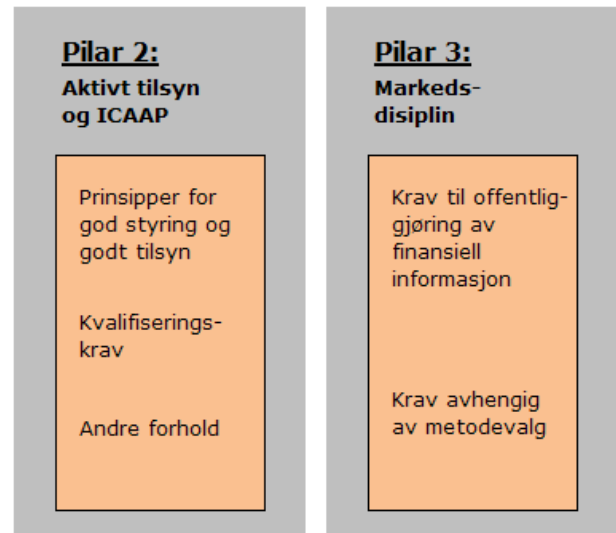 Pilar 2:
Aktivt tilsyn
og ICAAP
Prinsipper for
god styring og
godt tilsyn
Kvalifiserings-
krav
Andre forhold
Pilar 3:
Markeds-
disiplin
Krav til offentlig-
gjøring av
finansiell
informasjon
Krav avhengig
av metodevalg